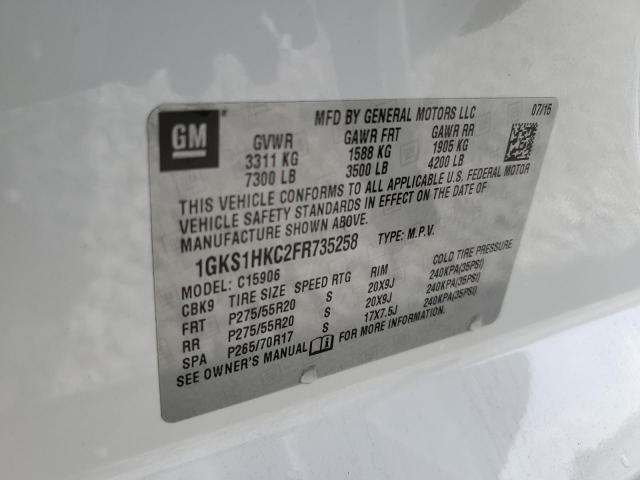 GM
MFD BY GENERAL MOTORS LLC 07/15
GVWR GAWR FRT GAWR RR
3311 KG 1588 KG 1905 KG
7300 LB 3500 LB 4200 LB
THIS VEHICLE CONFORMS TO ALL APPLICABLE U.S. FEDERAL MOTOR
VEHICLE SAFETY STANDARDS IN EFFECT ON THE DATE OF
MANUFACTURE SHOWN ABOVE.
1GKS1HKC2FR735258 TYPE: M.P.V.
MODEL: C15906
CBK9 TIRE SIZE SPEED RTG RIM COLD TIRE PRESSURE
FRT P275/55R20 S 20X9J 240KPA(35PSI)
RR P275/55R20 S 20X9J 240KPA(35PSI)
SPA P265/70R17 S 17X7.5J 240KPA(35PSI)
SEE OWNER'S MANUAL FOR MORE INFORMATION.